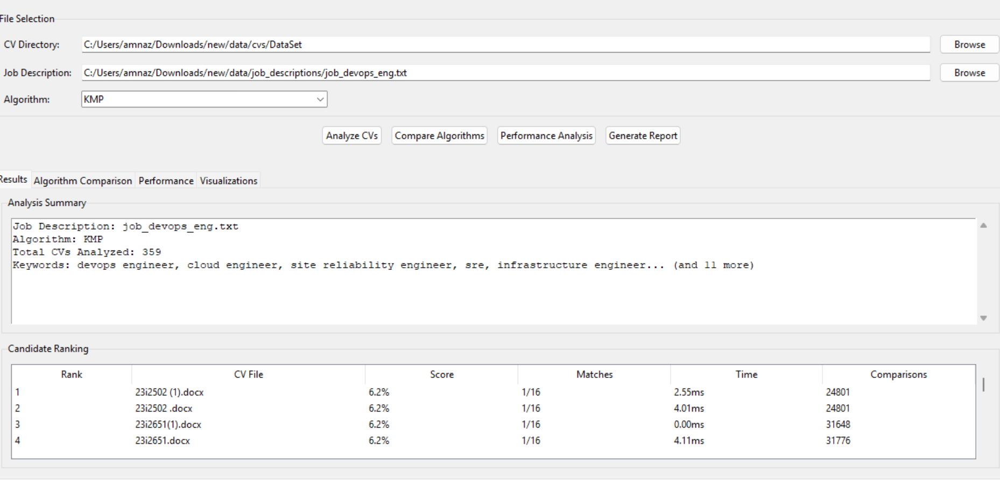 File Selection
CV Directory: C:/Users/amnaz/Downloads/new/data/cvs/DataSet Browse
Job Description: C:/Users/amnaz/Downloads/new/data/job_descriptions/job_devops_eng.txt Browse
Algorithm: KMP
Analyze CVs Compare Algorithms Performance Analysis Generate Report
Results Algorithm Comparison Performance Visualizations
Analysis Summary
Job Description: job_devops_eng.txt
Algorithm: KMP
Total CVs Analyzed: 359
Keywords: devops engineer, cloud engineer, site reliability engineer, sre, infrastructure engineer... (and 11 more)
Candidate Ranking
Rank CV File Score Matches Time Comparisons
1 23i2502 (1).docx 6.2% 1/16 2.55ms 24801
2 23i2502 .docx 6.2% 1/16 4.01ms 24801
3 23i2651(1).docx 6.2% 1/16 0.00ms 31648
4 23i2651.docx 6.2% 1/16 4.11ms 31776